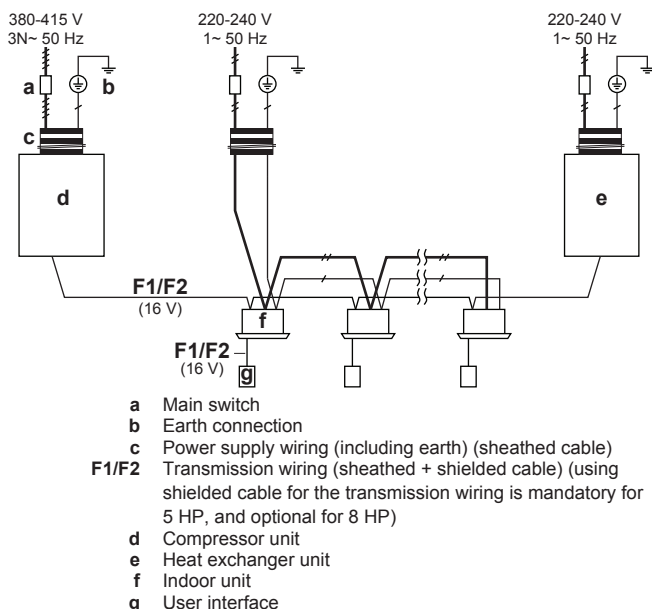 380-415 V
3N~ 50 Hz
220-240 V
1~ 50 Hz
220-240 V
1~ 50 Hz
a
b
c
d
e
F1/F2
(16 V)
f
F1/F2
(16 V)
g
a Main switch
b Earth connection
c Power supply wiring (including earth) (sheathed cable)
F1/F2 Transmission wiring (sheathed + shielded cable) (using
shielded cable for the transmission wiring is mandatory for
5 HP, and optional for 8 HP)
d Compressor unit
e Heat exchanger unit
f Indoor unit
g User interface